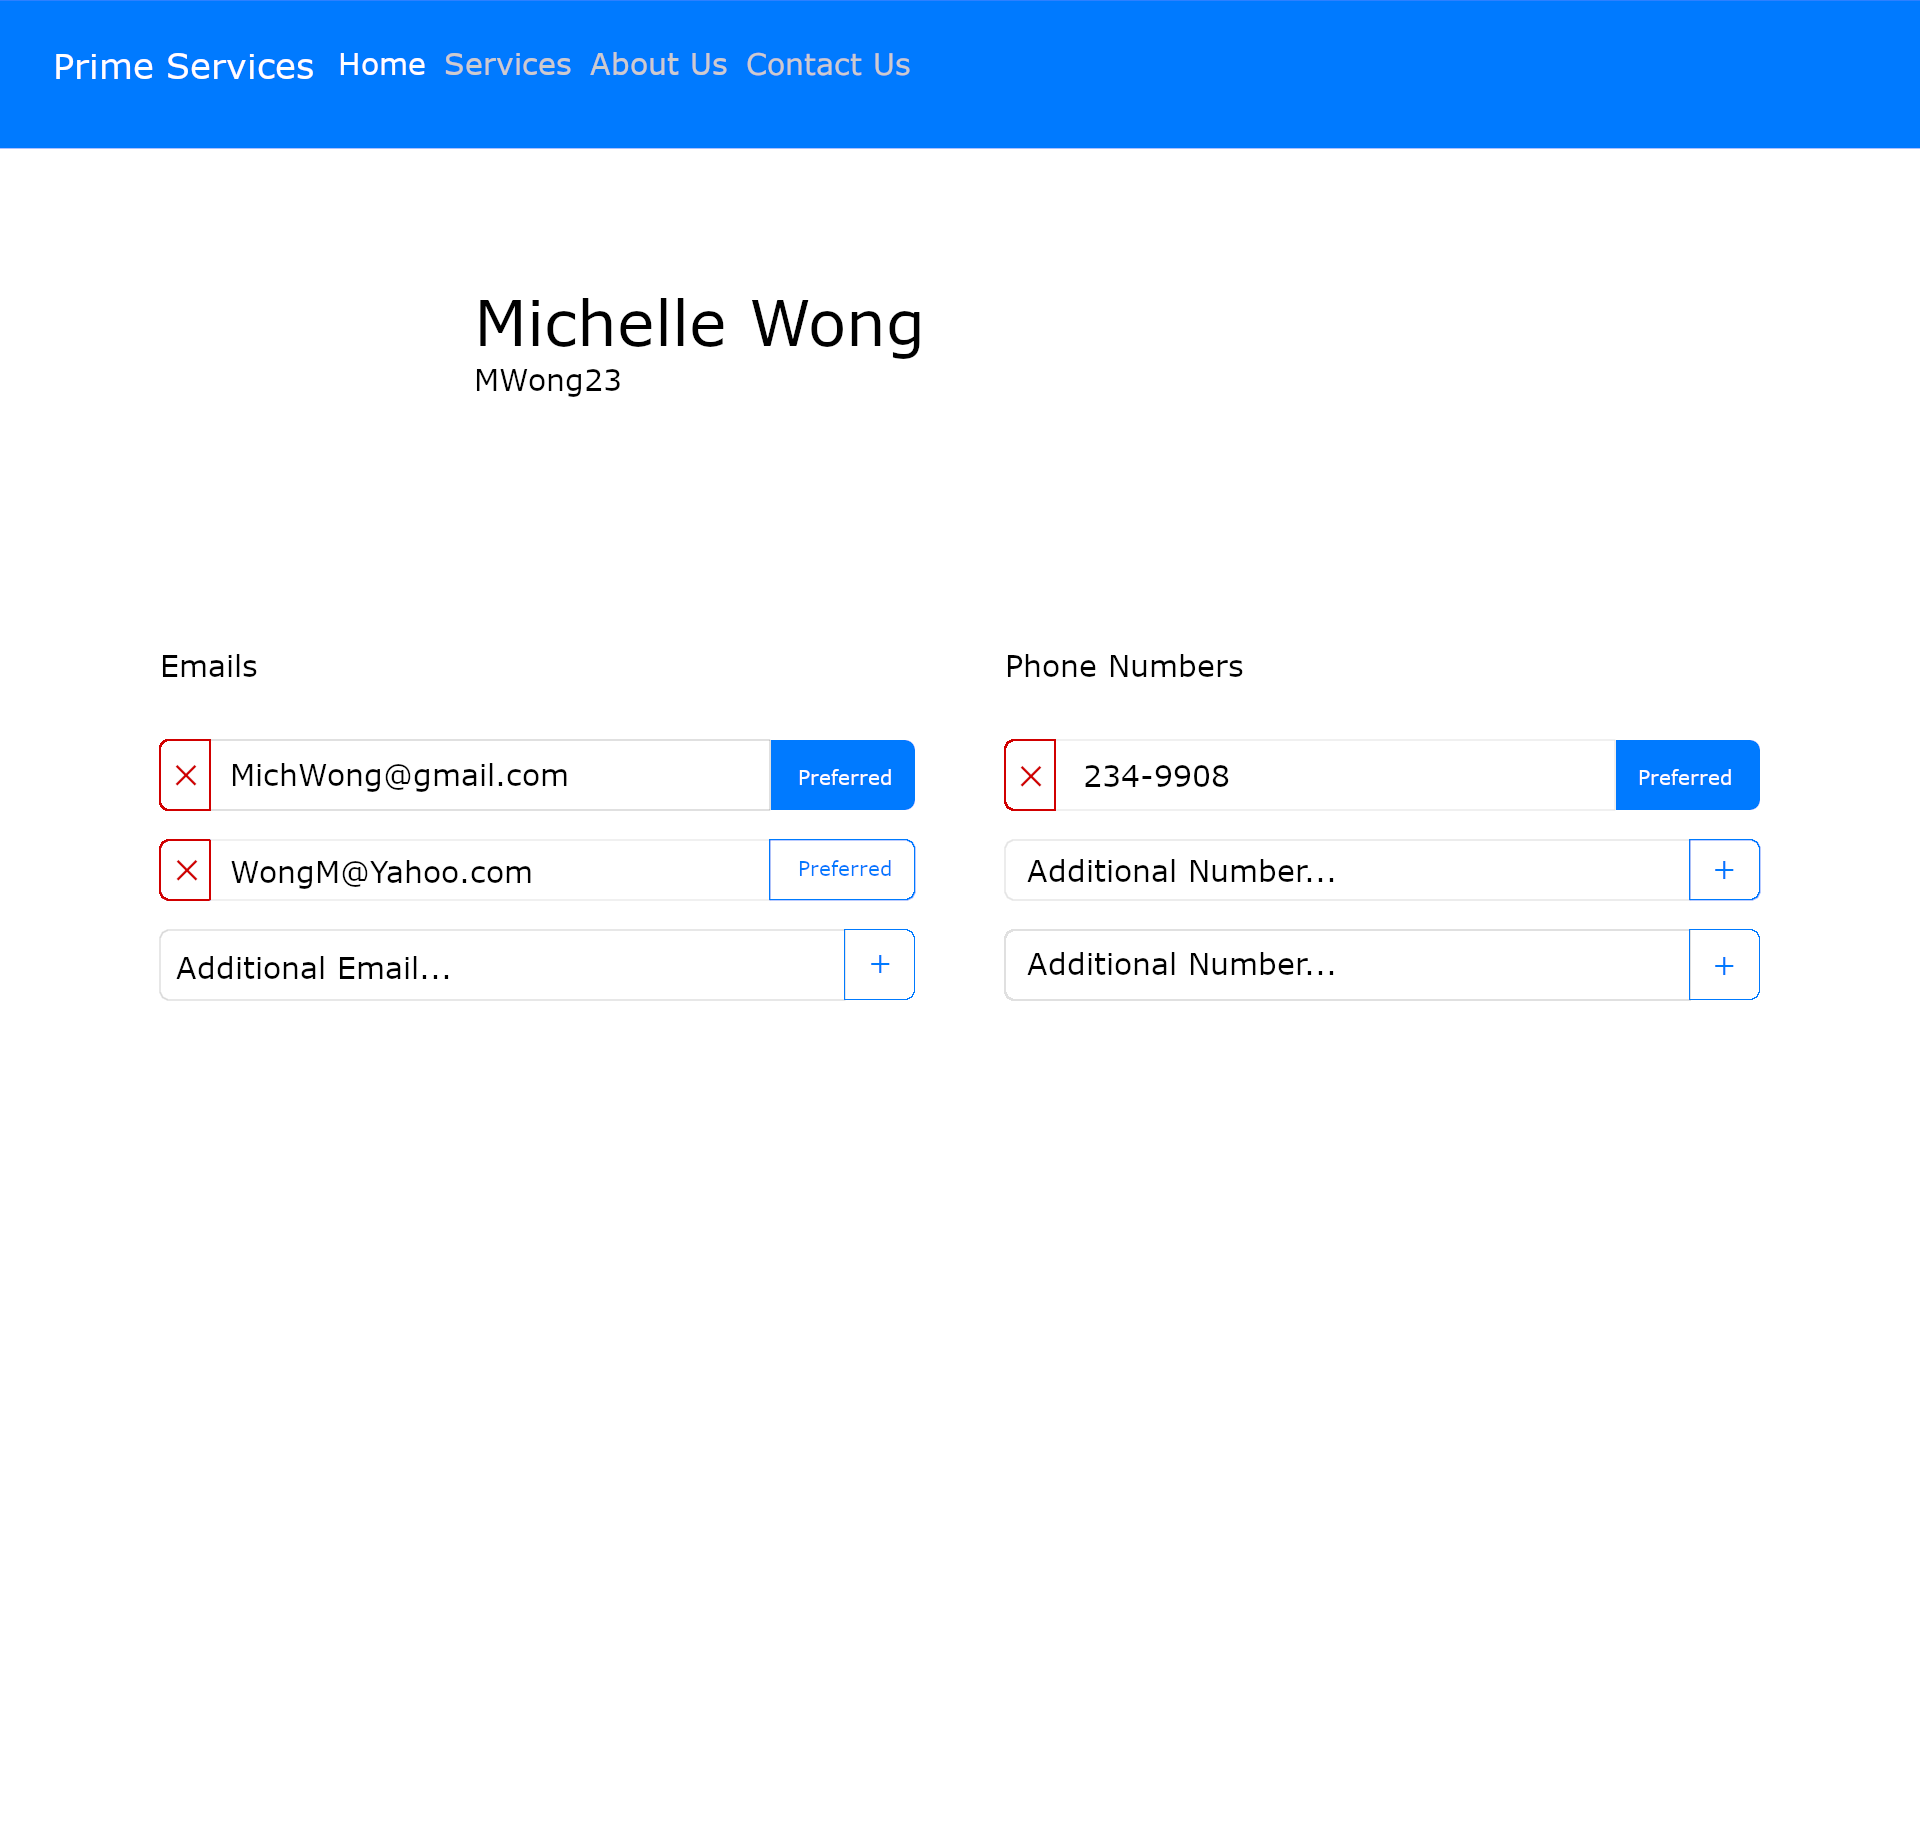 Prime Services Home Services About Us Contact Us
Michelle Wong
MWong23
Emails
MichWong@gmail.com Preferred
WongM@Yahoo.com Preferred
Additional Email... +
Phone Numbers
234-9908 Preferred
Additional Number... +
Additional Number... +